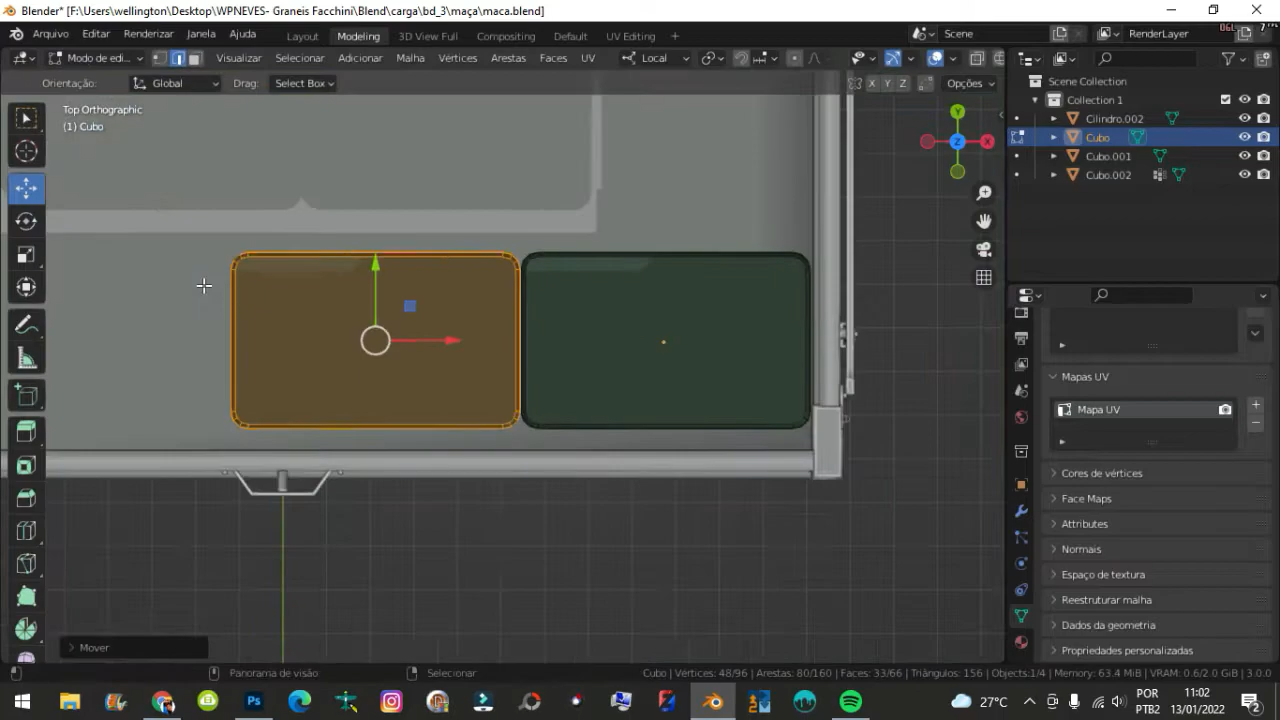 Blender* [F:\Users\wellington\Desktop\WPNEVES- Graneis Facchini\Blend\carga\bd_3\maça\maca.blend]
Arquivo Editar Renderizar Janela Ajuda Layout Modeling 3D View Full Compositing Default UV Editing + Scene RenderLayer
Modo de edi... Visualizar Selecionar Adicionar Malha Vértices Arestas Faces UV Local
Orientação: Global Drag: Select Box X Y Z Opções
Top Orthographic
(1) Cubo
Y
Z X
Scene Collection
Collection 1
Cilindro.002
Cubo
Cubo.001
Cubo.002
Mapas UV
Mapa UV
Cores de vértices
Face Maps
Attributes
Normais
Espaço de textura
Reestruturar malha
Dados da geometria
Propriedades personalizadas
Mover
Panorama de visão Selecionar Cubo | Vértices: 48/96 | Arestas: 80/160 | Faces: 33/66 | Triângulos: 156 | Objects:1/4 | Memory: 63.4 MiB | VRAM: 0.6/2.0 GiB | 3.0.0
27°C POR 11:02
PTB2 13/01/2022 2